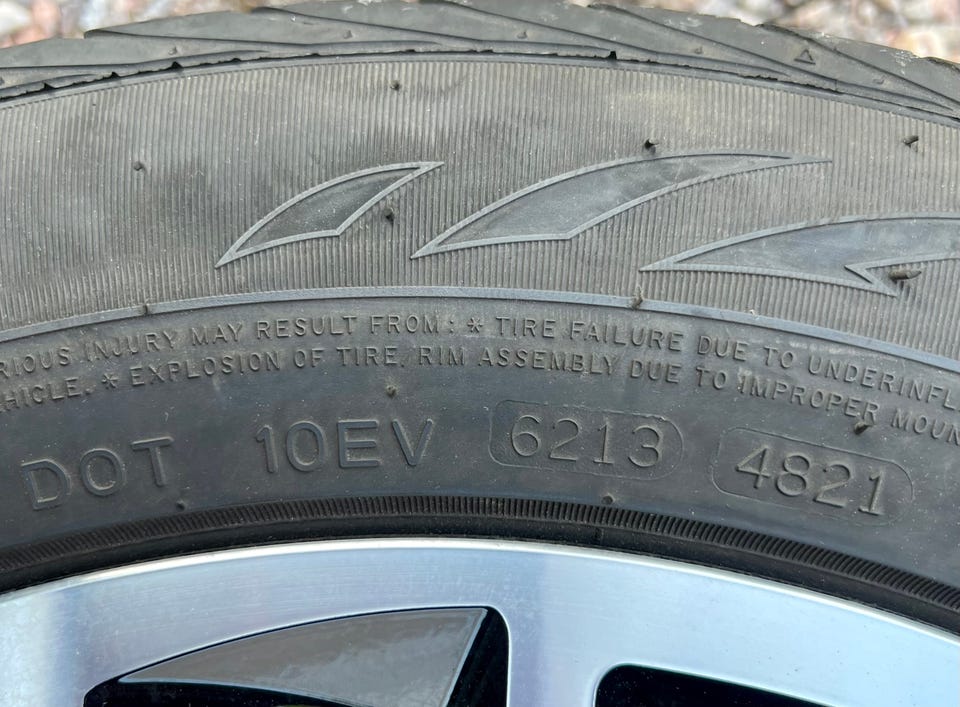 RIOUS INJURY MAY RESULT FROM: * TIRE FAILURE DUE TO UNDERINFL
HICLE. * EXPLOSION OF TIRE/RIM ASSEMBLY DUE TO IMPROPER MOUN
DOT 10EV 6213 4821